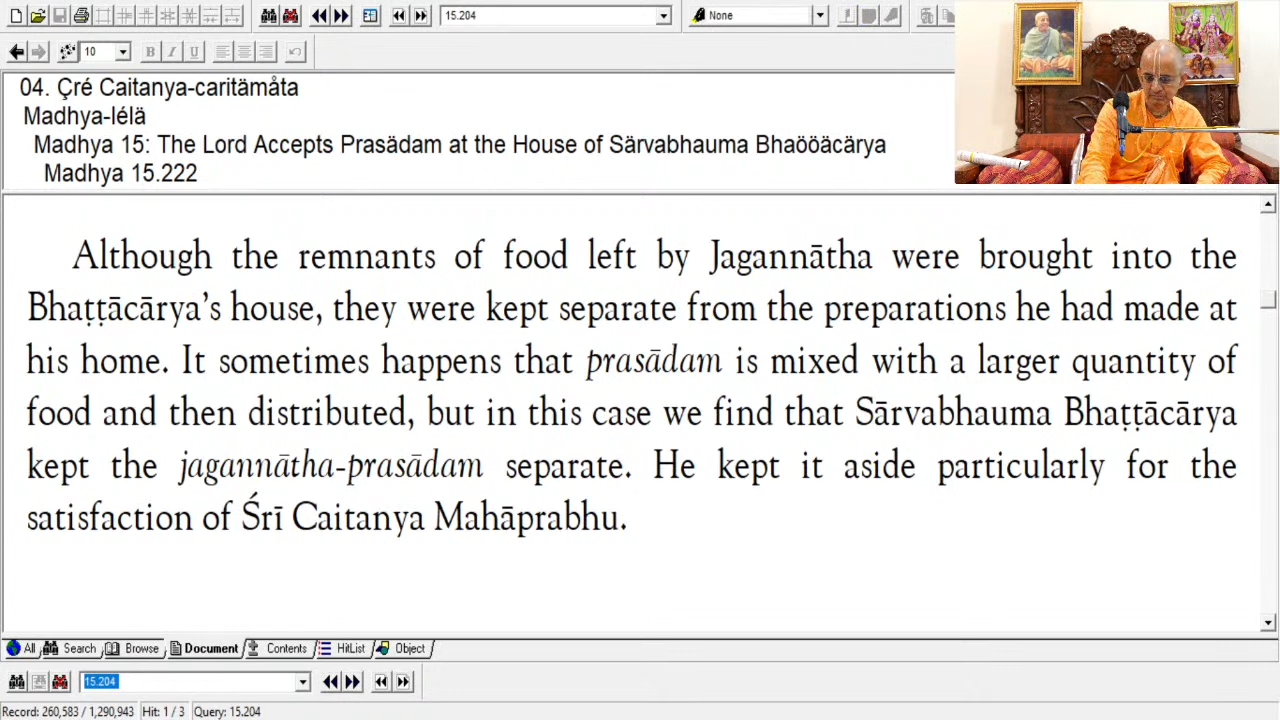 15.204
None
10
B I U
04. Çré Caitanya-caritämåta
Madhya-lélä
Madhya 15: The Lord Accepts Prasädam at the House of Särvabhauma Bhaööäcärya
Madhya 15.222
Although the remnants of food left by Jagannātha were brought into the
Bhaṭṭācārya’s house, they were kept separate from the preparations he had made at
his home. It sometimes happens that prasādam is mixed with a larger quantity of
food and then distributed, but in this case we find that Sārvabhauma Bhaṭṭācārya
kept the jagannātha-prasādam separate. He kept it aside particularly for the
satisfaction of Śrī Caitanya Mahāprabhu.
All Search Browse Document Contents HitList Object
15.204
Record: 260,583 / 1,290,943 Hit: 1 / 3 Query: 15.204